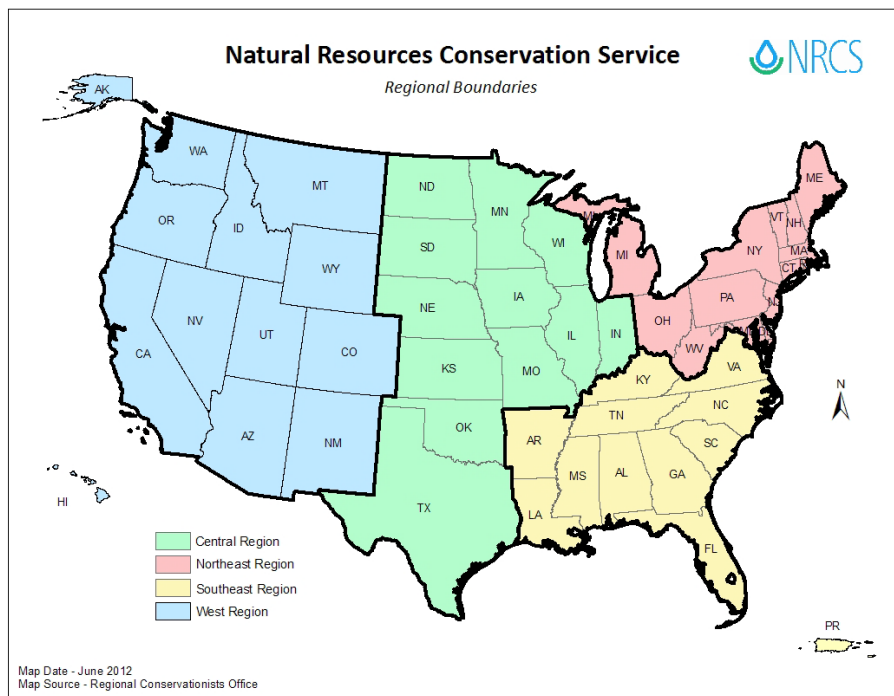 Natural Resources Conservation Service
NRCS
Regional Boundaries
AK
WA
MT
ND
MN
ME
OR
ID
VT
NH
WI
MI
SD
MI
NY
MA
WY
CT
NE
IA
PA
NV
UT
IL
IN
OH
CO
CA
WV
VA
KS
MO
KY
N
NC
TN
OK
AZ
NM
AR
SC
MS
AL
GA
HI
TX
LA
FL
Central Region
Northeast Region
Southeast Region
West Region
PR
Map Date - June 2012
Map Source - Regional Conservationists Office